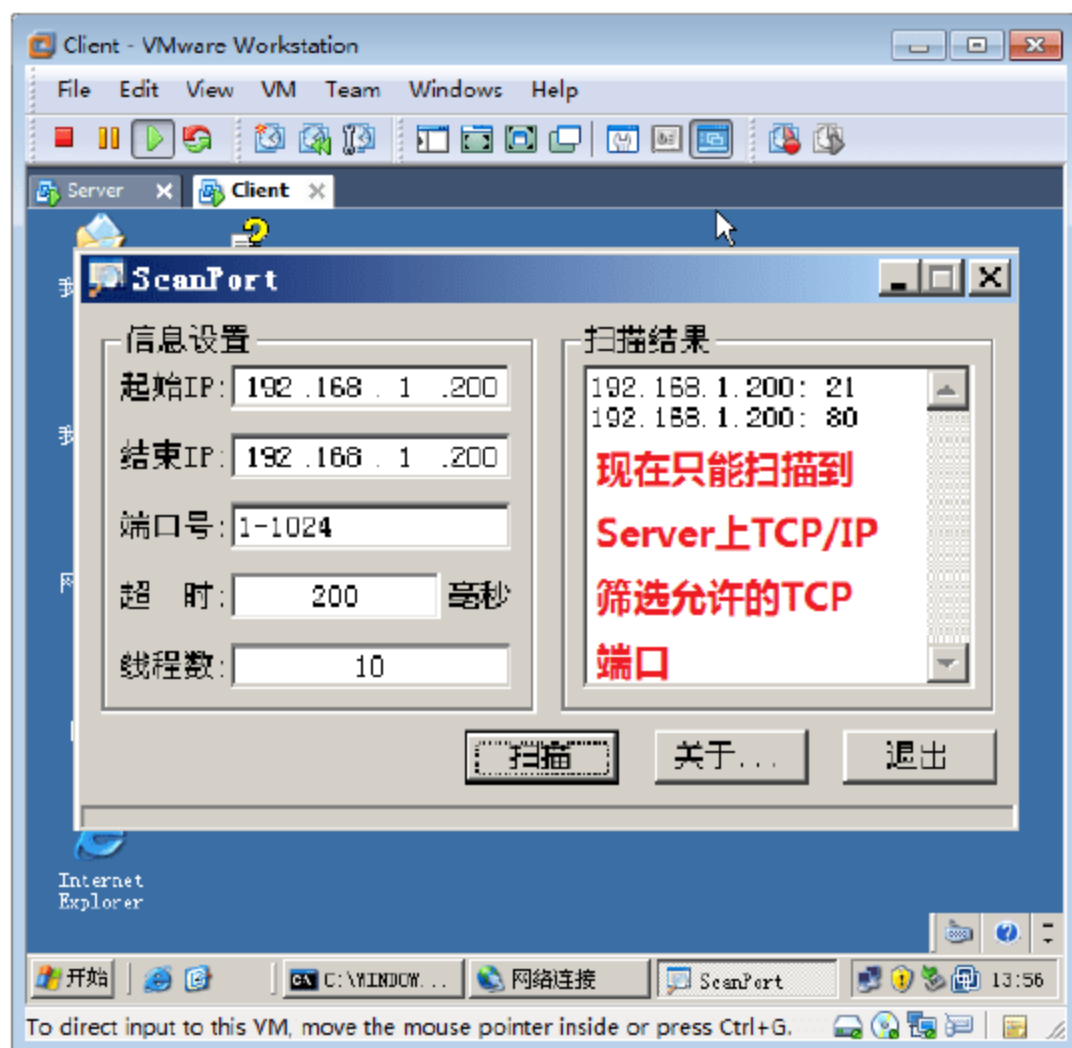 Client - VMware Workstation
File Edit View VM Team Windows Help
Server Client
ScanPort
信息设置
起始IP: 192 .168 . 1 .200
结束IP: 192 .168 . 1 .200
端口号: 1-1024
超 时: 200 毫秒
线程数: 10
扫描结果
192.168.1.200: 21
192.168.1.200: 80
现在只能扫描到
Server上TCP/IP
筛选允许的TCP
端口
扫描 关于... 退出
我
我
Internet
Explorer
开始 C:\WINDOW... 网络连接 ScanPort 13:56
To direct input to this VM, move the mouse pointer inside or press Ctrl+G.